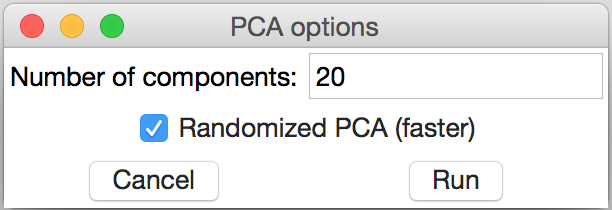 PCA options
Number of components: 20
Randomized PCA (faster)
Cancel Run